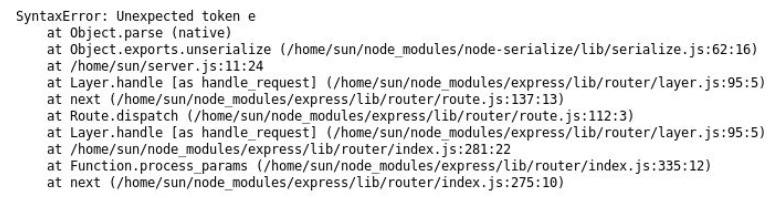 SyntaxError: Unexpected token e
    at Object.parse (native)
    at Object.exports.unserialize (/home/sun/node_modules/node-serialize/lib/serialize.js:62:16)
    at /home/sun/server.js:11:24
    at Layer.handle [as handle_request] (/home/sun/node_modules/express/lib/router/layer.js:95:5)
    at next (/home/sun/node_modules/express/lib/router/route.js:137:13)
    at Route.dispatch (/home/sun/node_modules/express/lib/router/route.js:112:3)
    at Layer.handle [as handle_request] (/home/sun/node_modules/express/lib/router/layer.js:95:5)
    at /home/sun/node_modules/express/lib/router/index.js:281:22
    at Function.process_params (/home/sun/node_modules/express/lib/router/index.js:335:12)
    at next (/home/sun/node_modules/express/lib/router/index.js:275:10)